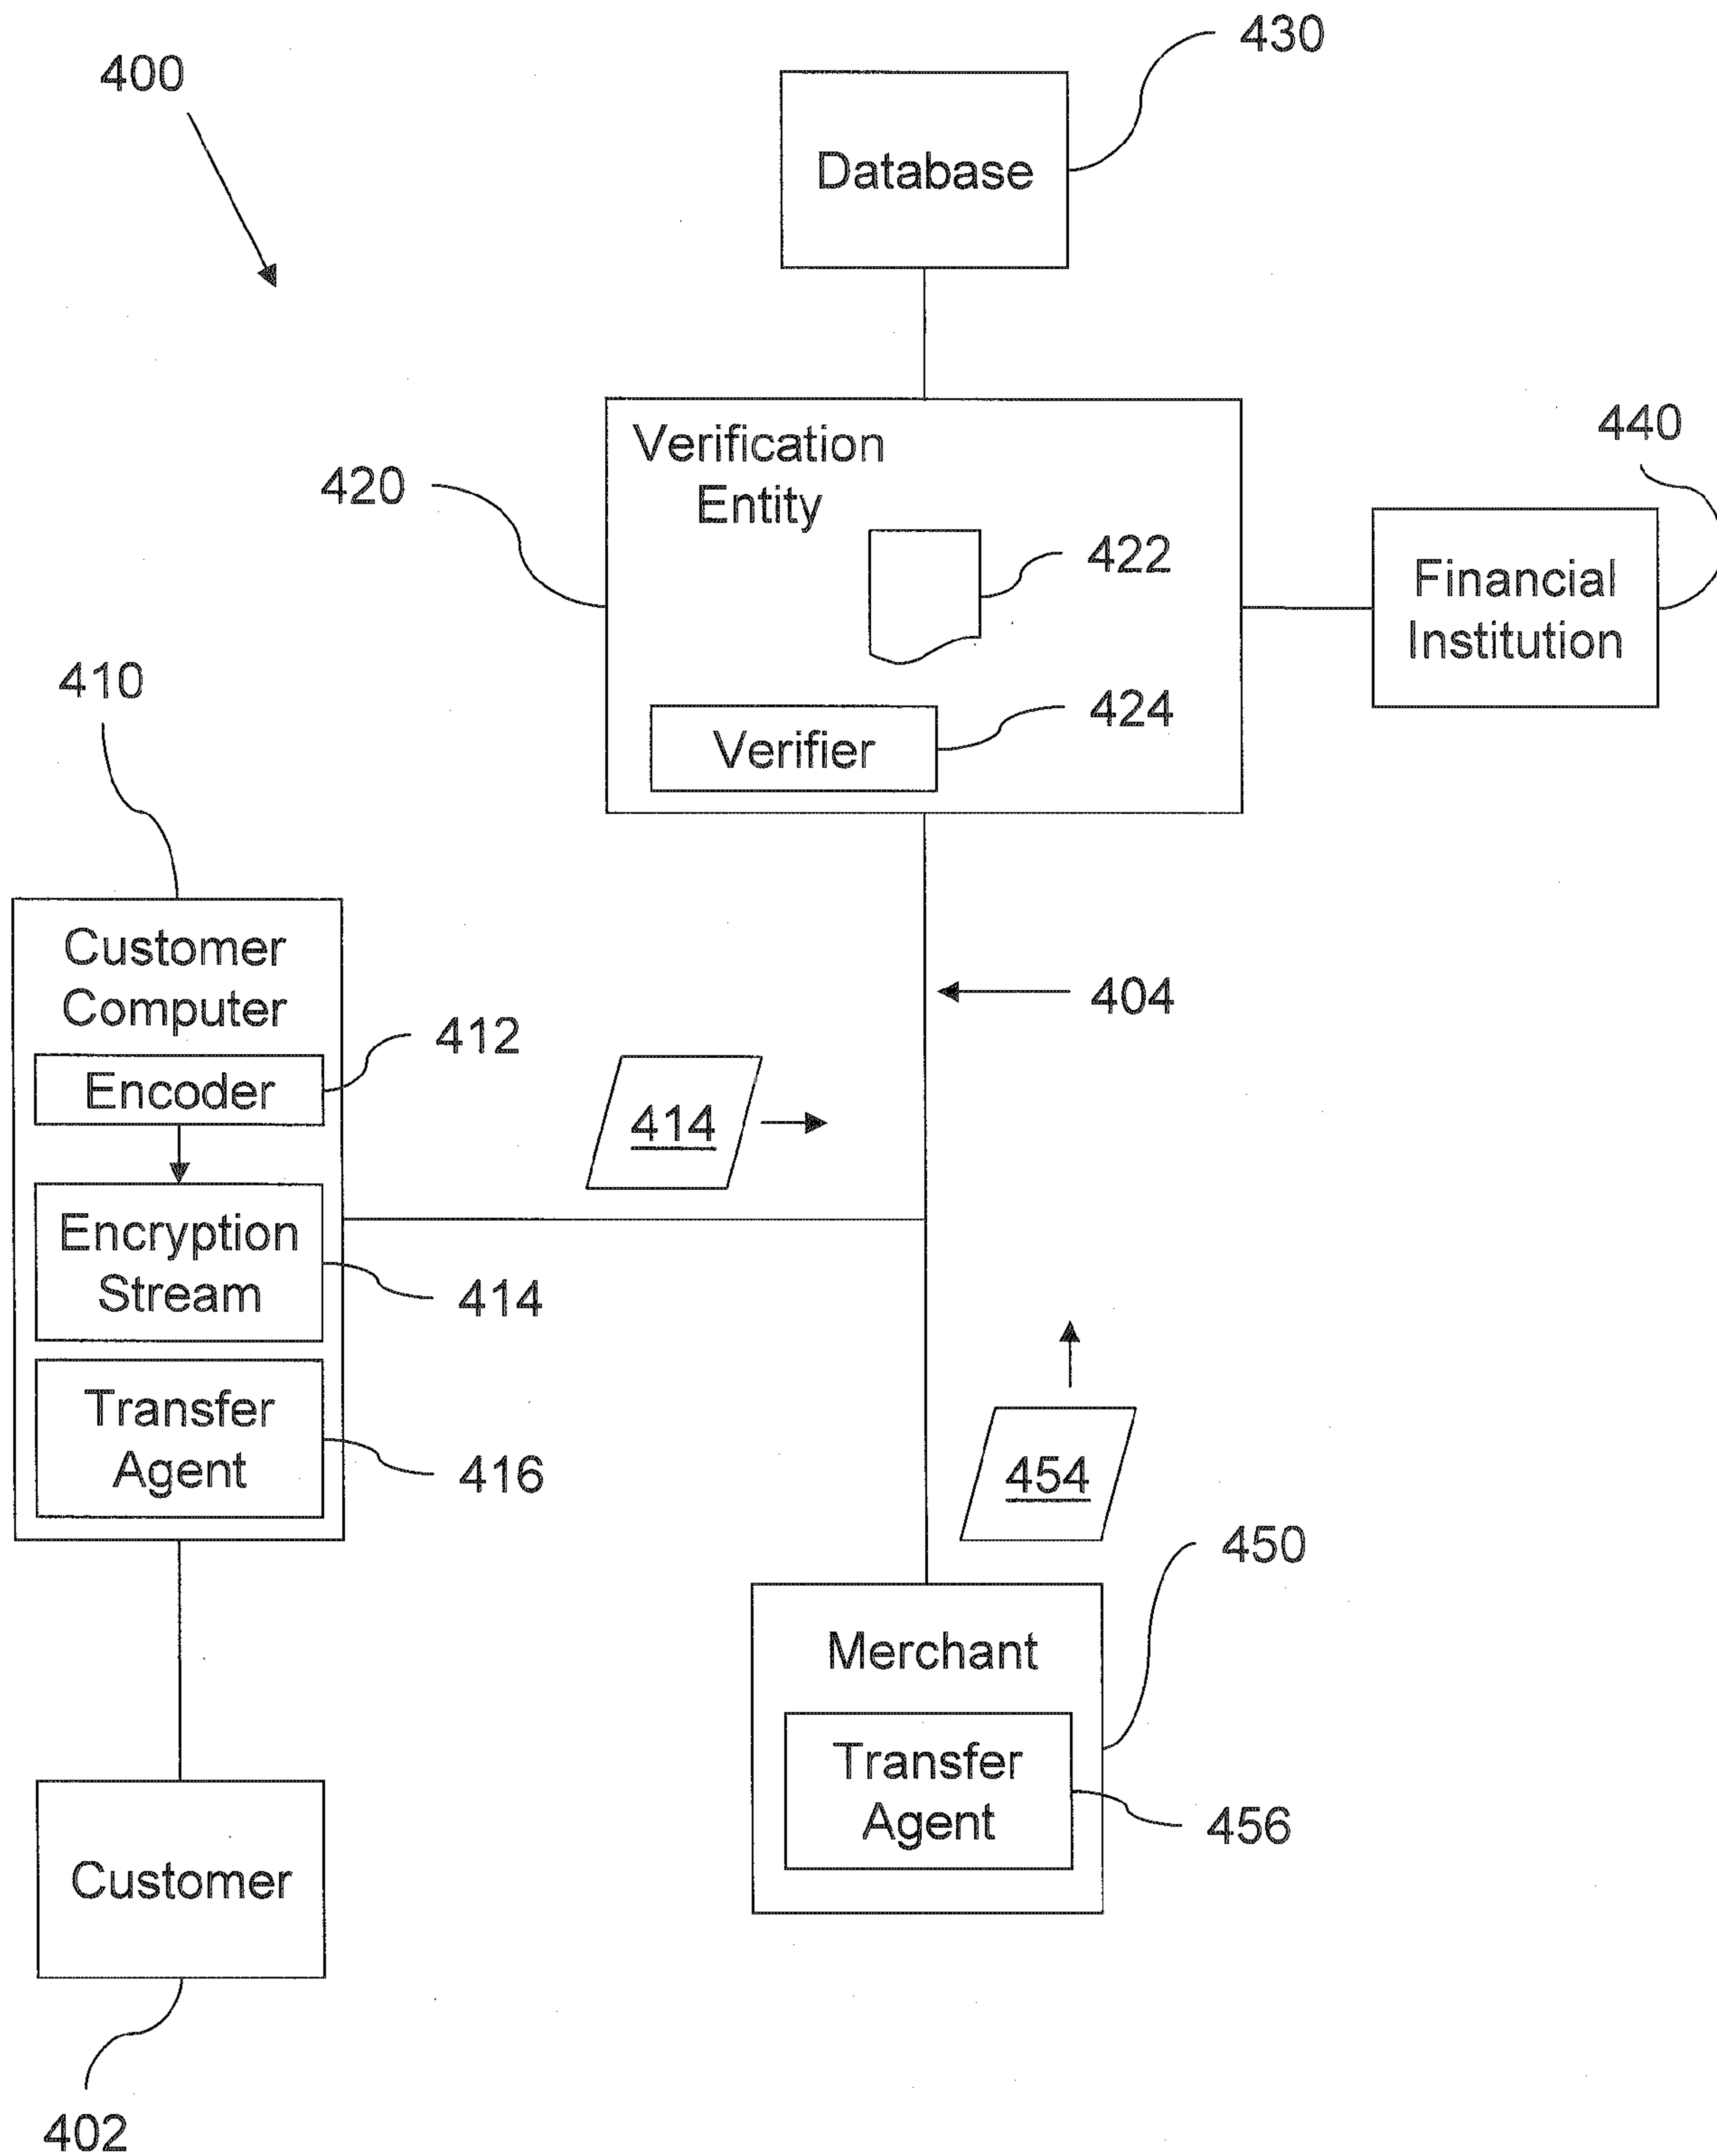 430
400
Database
Verification
Entity
440
420
422
Financial
Institution
410
424
Verifier
Customer
Computer
404
412
Encoder
414
Encryption
Stream
414
Transfer
Agent
416
454
450
Merchant
Transfer
Agent
456
Customer
402